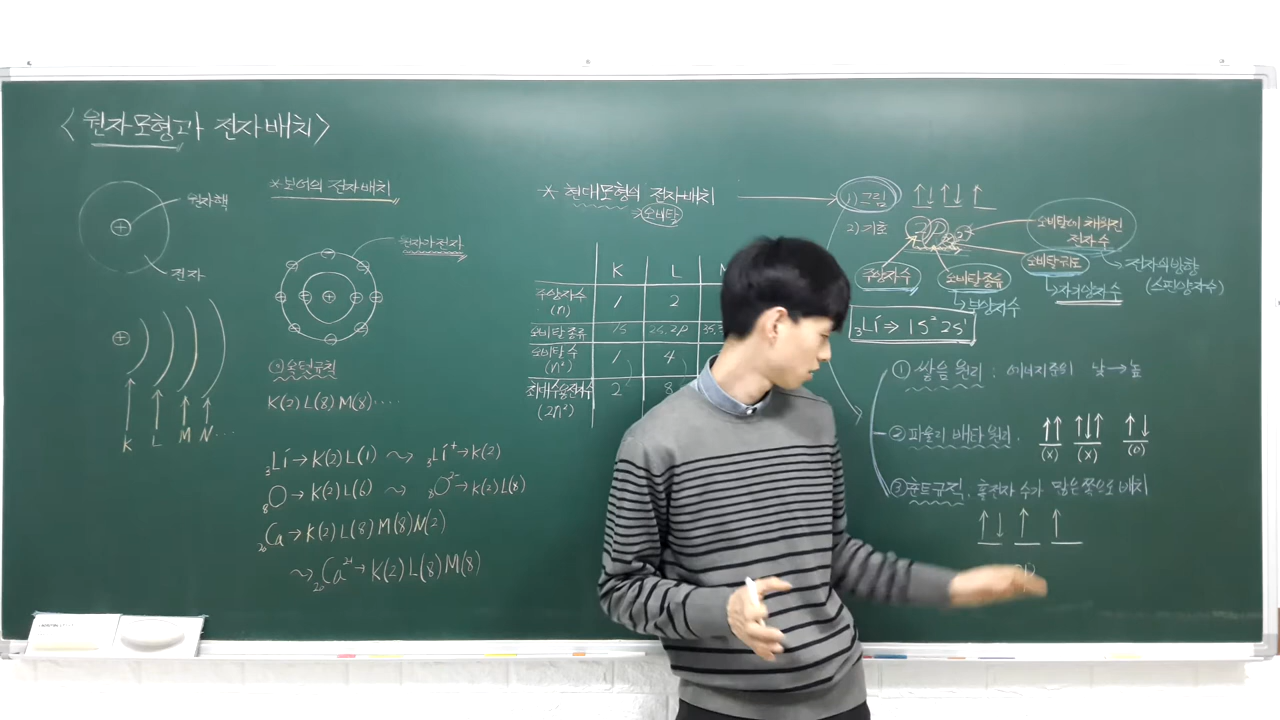 <원자모형과 전자배치>
원자핵
전자
K L M N ...
*보어의 전자배치
원자가 전자
옥텟규칙
K(2) L(8) M(8) ....
₃Li → K(2) L(1) ~> ₃Li⁺ → K(2)
₈O → K(2) L(6) ~> ₈O²⁻ → K(2) L(8)
₂₀Ca → K(2) L(8) M(8) N(2)
~> ₂₀Ca²⁺ → K(2) L(8) M(8)
* 현대모형의 전자배치
*오비탈
K L
주양자수 (n) 1 2
오비탈종류 1s 2s, 2p 3s, 3
오비탈 수 (n²) 1 4
최대수용전자수 (2n²) 2 8
1) 그림 ↑↓ ↑↓ ↑
2) 기호 2p
오비탈에 채워진 전자수
주양자수
오비탈종류
부양자수
오비탈궤도
자기양자수
전자의방향
(스핀양자수)
₃Li ⇒ 1s² 2s¹
① 쌓음 원리 : 에너지준위 낮→높
② 파울리 배타 원리. ↑↑ (x) ↑↓↑ (x) ↑↓ (o)
③ 훈트규칙. 홀전자 수가 많은쪽으로 배치
↑↓ ↑ ↑